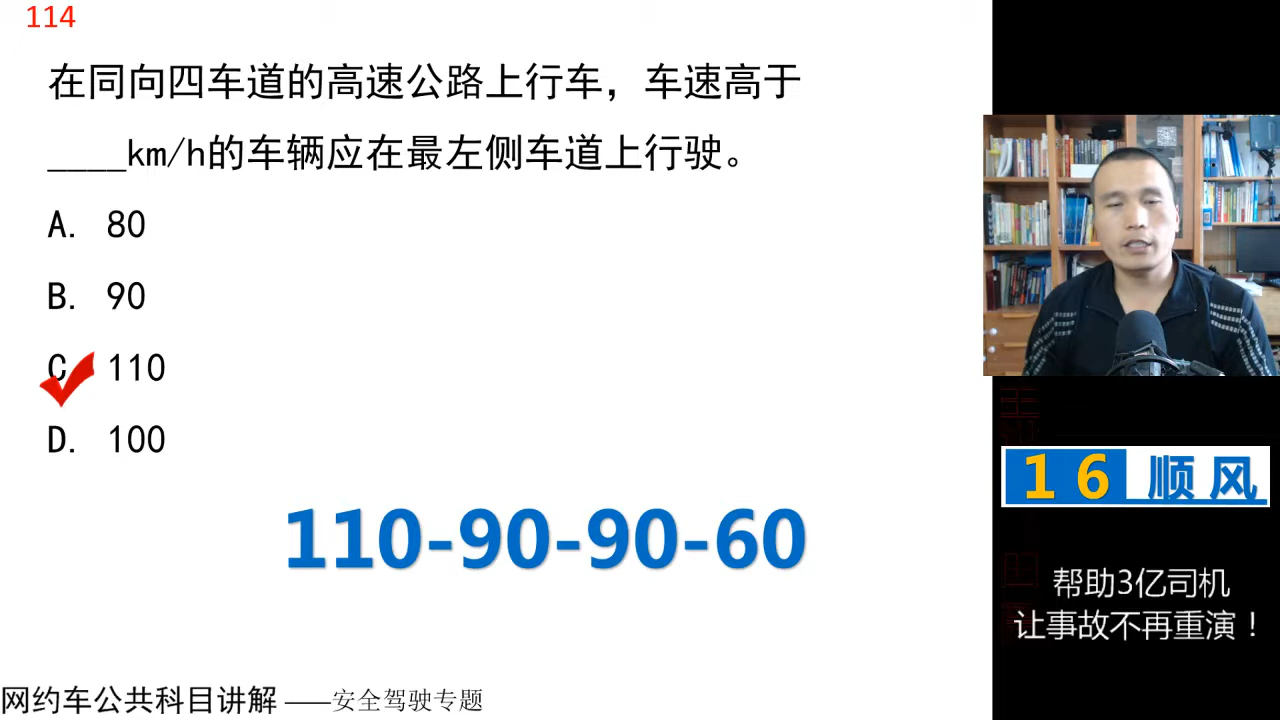 114
在同向四车道的高速公路上行车，车速高于
____km/h的车辆应在最左侧车道上行驶。
A. 80
B. 90
C. 110
D. 100
110-90-90-60
16顺风
帮助3亿司机
让事故不再重演！
网约车公共科目讲解 ——安全驾驶专题